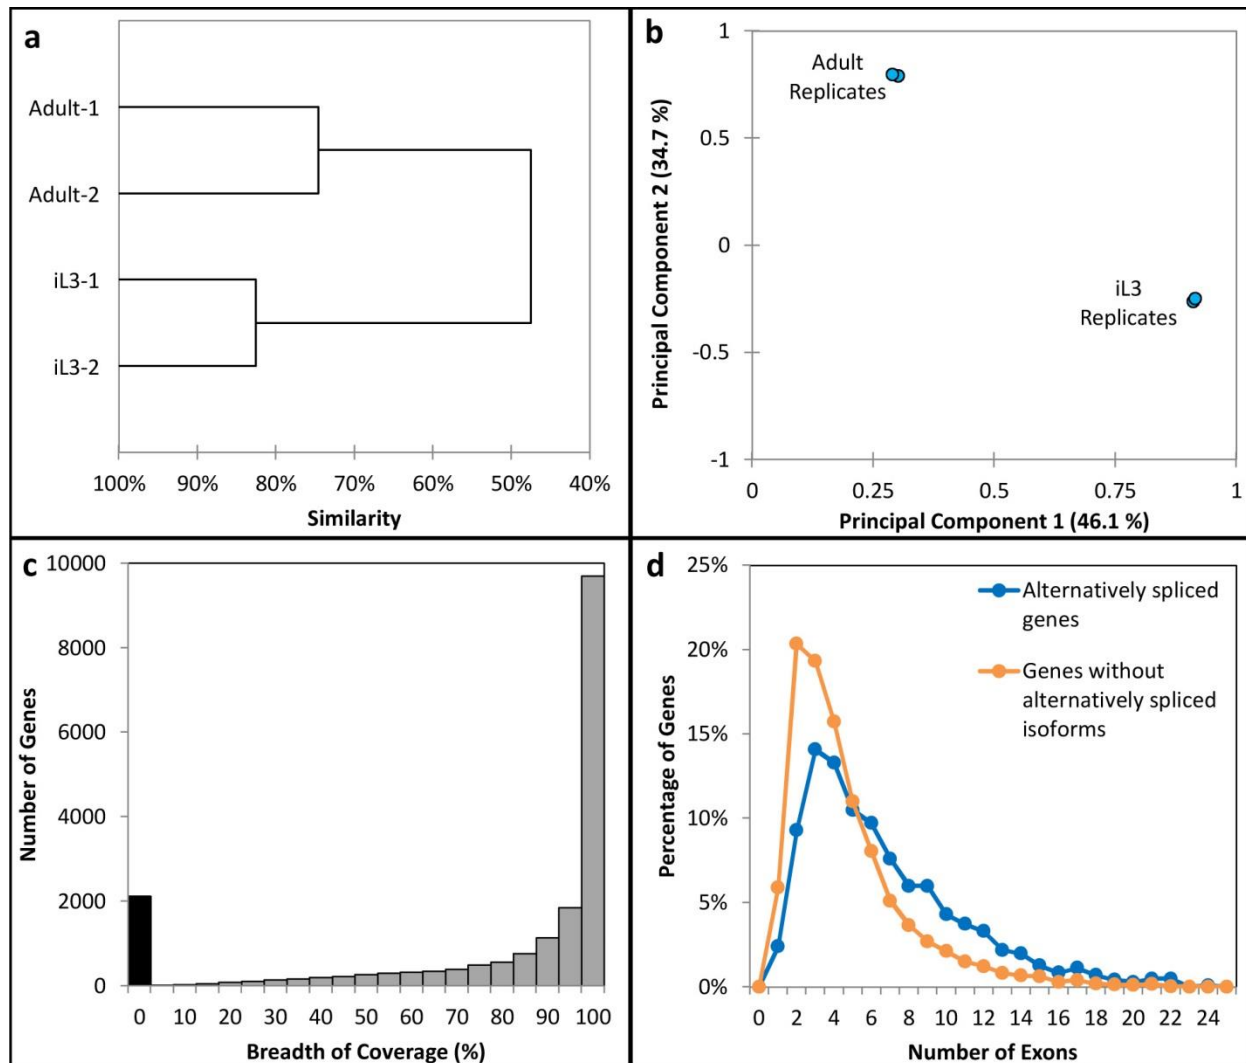 a
Adult-1
Adult-2
iL3-1
iL3-2
100% 90% 80% 70% 60% 50% 40%
Similarity
b
Principal Component 2 (34.7 %)
1
0.5
0
-0.5
-1
Adult
Replicates
iL3
Replicates
0 0.25 0.5 0.75 1
Principal Component 1 (46.1 %)
c
Number of Genes
10000
8000
6000
4000
2000
0
0 10 20 30 40 50 60 70 80 90 100
Breadth of Coverage (%)
d
Percentage of Genes
25%
20%
15%
10%
5%
0%
Alternatively spliced
genes
Genes without
alternatively spliced
isoforms
0 2 4 6 8 10 12 14 16 18 20 22 24
Number of Exons